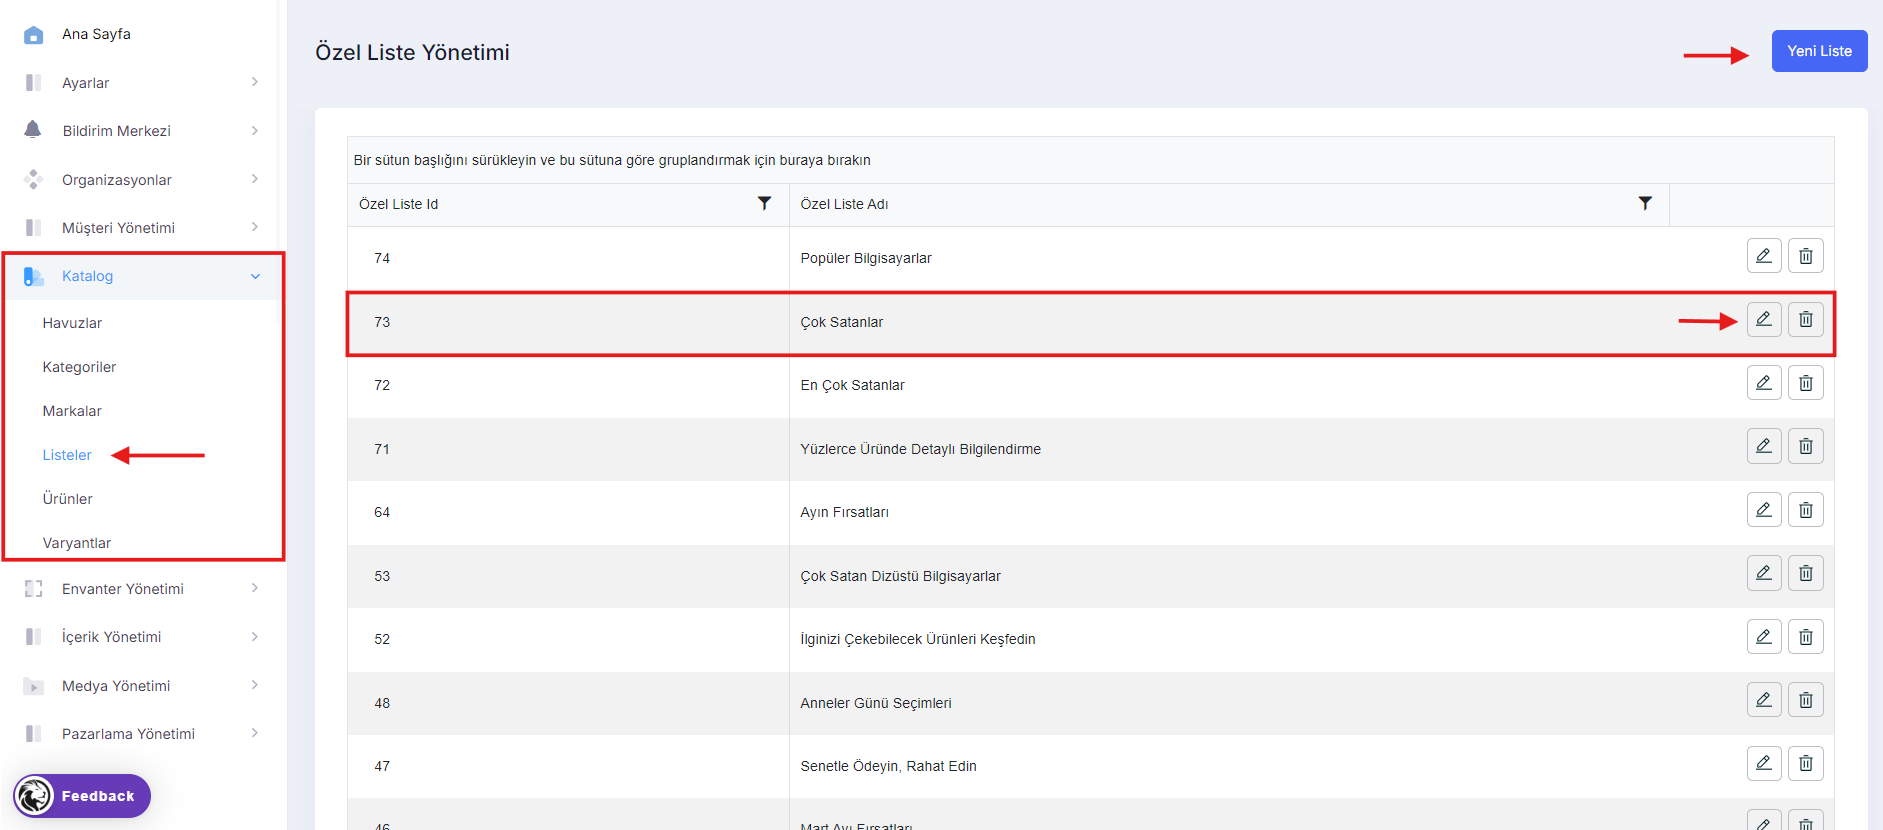 Ana Sayfa
Ayarlar
Bildirim Merkezi
Organizasyonlar
Müşteri Yönetimi
Katalog
Havuzlar
Kategoriler
Markalar
Listeler
Ürünler
Varyantlar
Envanter Yönetimi
İçerik Yönetimi
Medya Yönetimi
Pazarlama Yönetimi
Feedback
Özel Liste Yönetimi
Yeni Liste
Bir sütun başlığını sürükleyin ve bu sütuna göre gruplandırmak için buraya bırakın
Özel Liste Id Özel Liste Adı
74 Popüler Bilgisayarlar
73 Çok Satanlar
72 En Çok Satanlar
71 Yüzlerce Üründe Detaylı Bilgilendirme
64 Ayın Fırsatları
53 Çok Satan Dizüstü Bilgisayarlar
52 İlginizi Çekebilecek Ürünleri Keşfedin
48 Anneler Günü Seçimleri
47 Senetle Ödeyin, Rahat Edin
46 Mart Ayı Fırsatları